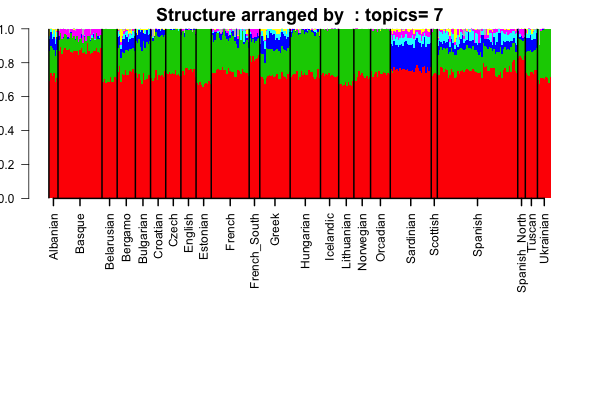 Structure arranged by : topics= 7
1.0
0.8
0.6
0.4
0.2
0.0
Albanian
Basque
Belarusian
Bergamo
Bulgarian
Croatian
Czech
English
Estonian
French
French_South
Greek
Hungarian
Icelandic
Lithuanian
Norwegian
Orcadian
Sardinian
Scottish
Spanish
Spanish_North
Tuscan
Ukrainian